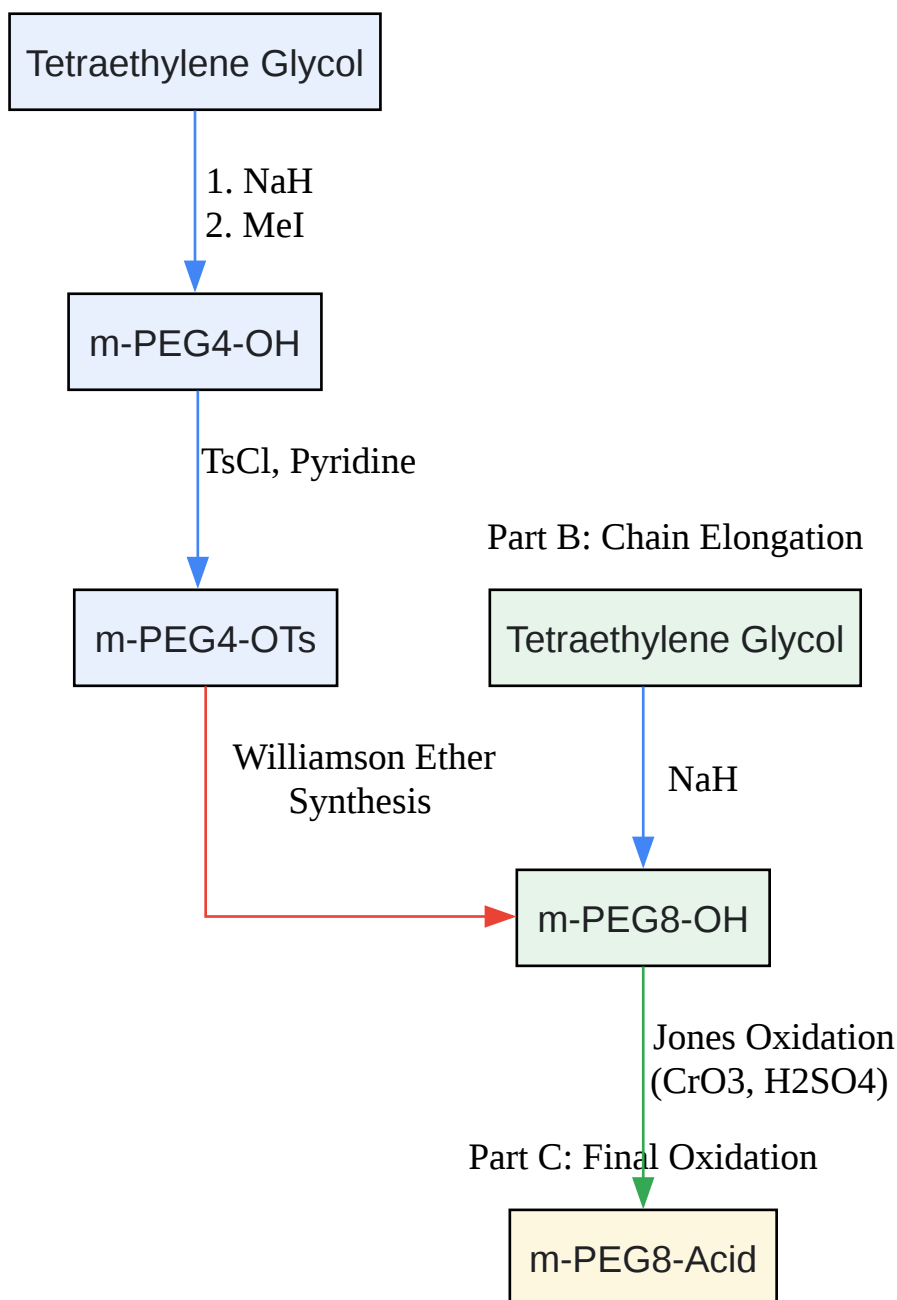 Tetraethylene Glycol
1. NaH
2. MeI
m-PEG4-OH
TsCl, Pyridine
Part B: Chain Elongation
m-PEG4-OTs
Tetraethylene Glycol
Williamson Ether
Synthesis
NaH
m-PEG8-OH
Jones Oxidation
(CrO3, H2SO4)
Part C: Final Oxidation
m-PEG8-Acid